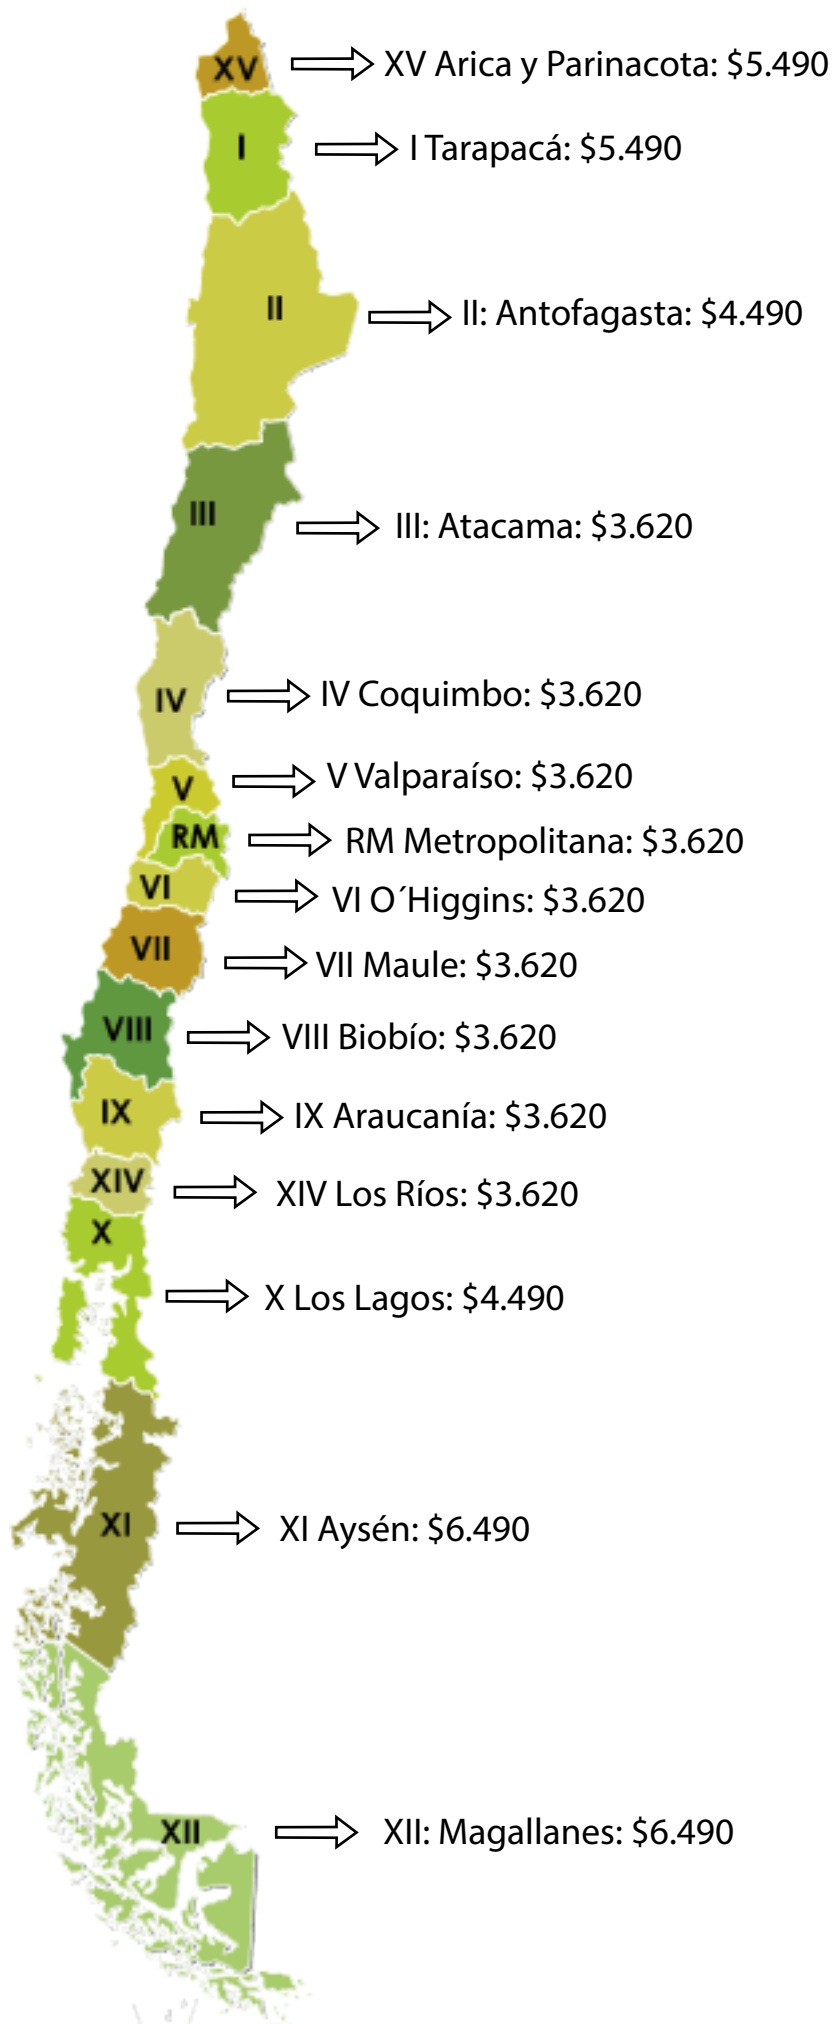 XV XV Arica y Parinacota: $5.490
I I Tarapacá: $5.490
II II: Antofagasta: $4.490
III III: Atacama: $3.620
IV IV Coquimbo: $3.620
V V Valparaíso: $3.620
RM RM Metropolitana: $3.620
VI VI O´Higgins: $3.620
VII VII Maule: $3.620
VIII VIII Biobío: $3.620
IX IX Araucanía: $3.620
XIV XIV Los Ríos: $3.620
X X Los Lagos: $4.490
XI XI Aysén: $6.490
XII XII: Magallanes: $6.490